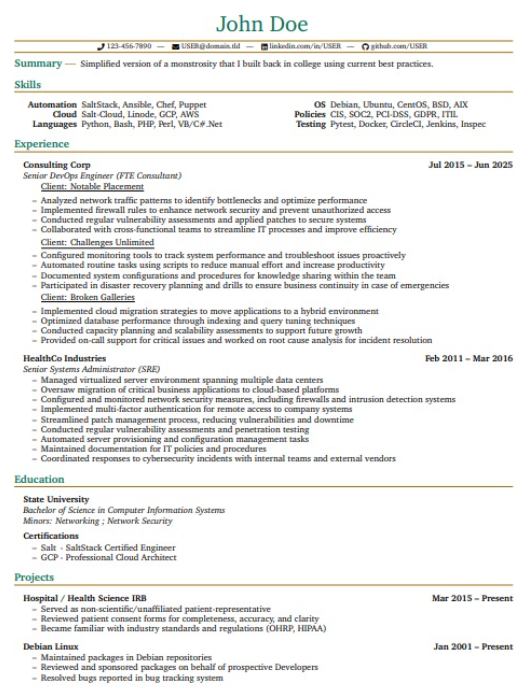 John Doe
123-456-7890 — USER@domain.tld — linkedin.com/in/USER — github.com/USER
Summary — Simplified version of a monstrosity that I built back in college using current best practices.
Skills
Automation SaltStack, Ansible, Chef, Puppet OS Debian, Ubuntu, CentOS, BSD, AIX
Cloud Salt-Cloud, Linode, GCP, AWS Policies CIS, SOC2, PCI-DSS, GDPR, ITIL
Languages Python, Bash, PHP, Perl, VB/C#.Net Testing Pytest, Docker, CircleCI, Jenkins, Inspec
Experience
Consulting Corp Jul 2015 – Jun 2025
Senior DevOps Engineer (FTE Consultant)
Client: Notable Placement
– Analyzed network traffic patterns to identify bottlenecks and optimize performance
– Implemented firewall rules to enhance network security and prevent unauthorized access
– Conducted regular vulnerability assessments and applied patches to secure systems
– Collaborated with cross-functional teams to streamline IT processes and improve efficiency
Client: Challenges Unlimited
– Configured monitoring tools to track system performance and troubleshoot issues proactively
– Automated routine tasks using scripts to reduce manual effort and increase productivity
– Documented system configurations and procedures for knowledge sharing within the team
– Participated in disaster recovery planning and drills to ensure business continuity in case of emergencies
Client: Broken Galleries
– Implemented cloud migration strategies to move applications to a hybrid environment
– Optimized database performance through indexing and query tuning techniques
– Conducted capacity planning and scalability assessments to support future growth
– Provided on-call support for critical issues and worked on root cause analysis for incident resolution
HealthCo Industries Feb 2011 – Mar 2016
Senior Systems Administrator (SRE)
– Managed virtualized server environment spanning multiple data centers
– Oversaw migration of critical business applications to cloud-based platforms
– Configured and monitored network security measures, including firewalls and intrusion detection systems
– Implemented multi-factor authentication for remote access to company systems
– Streamlined patch management process, reducing vulnerabilities and downtime
– Conducted regular vulnerability assessments and penetration testing
– Automated server provisioning and configuration management tasks
– Maintained documentation for IT policies and procedures
– Coordinated responses to cybersecurity incidents with internal teams and external vendors
Education
State University
Bachelor of Science in Computer Information Systems
Minors: Networking ; Network Security
Certifications
– Salt - SaltStack Certified Engineer
– GCP - Professional Cloud Architect
Projects
Hospital / Health Science IRB Mar 2015 – Present
– Served as non-scientific/unaffiliated patient-representative
– Reviewed patient consent forms for completeness, accuracy, and clarity
– Became familiar with industry standards and regulations (OHRP, HIPAA)
Debian Linux Jan 2001 – Present
– Maintained packages in Debian repositories
– Reviewed and sponsored packages on behalf of prospective Developers
– Resolved bugs reported in bug tracking system